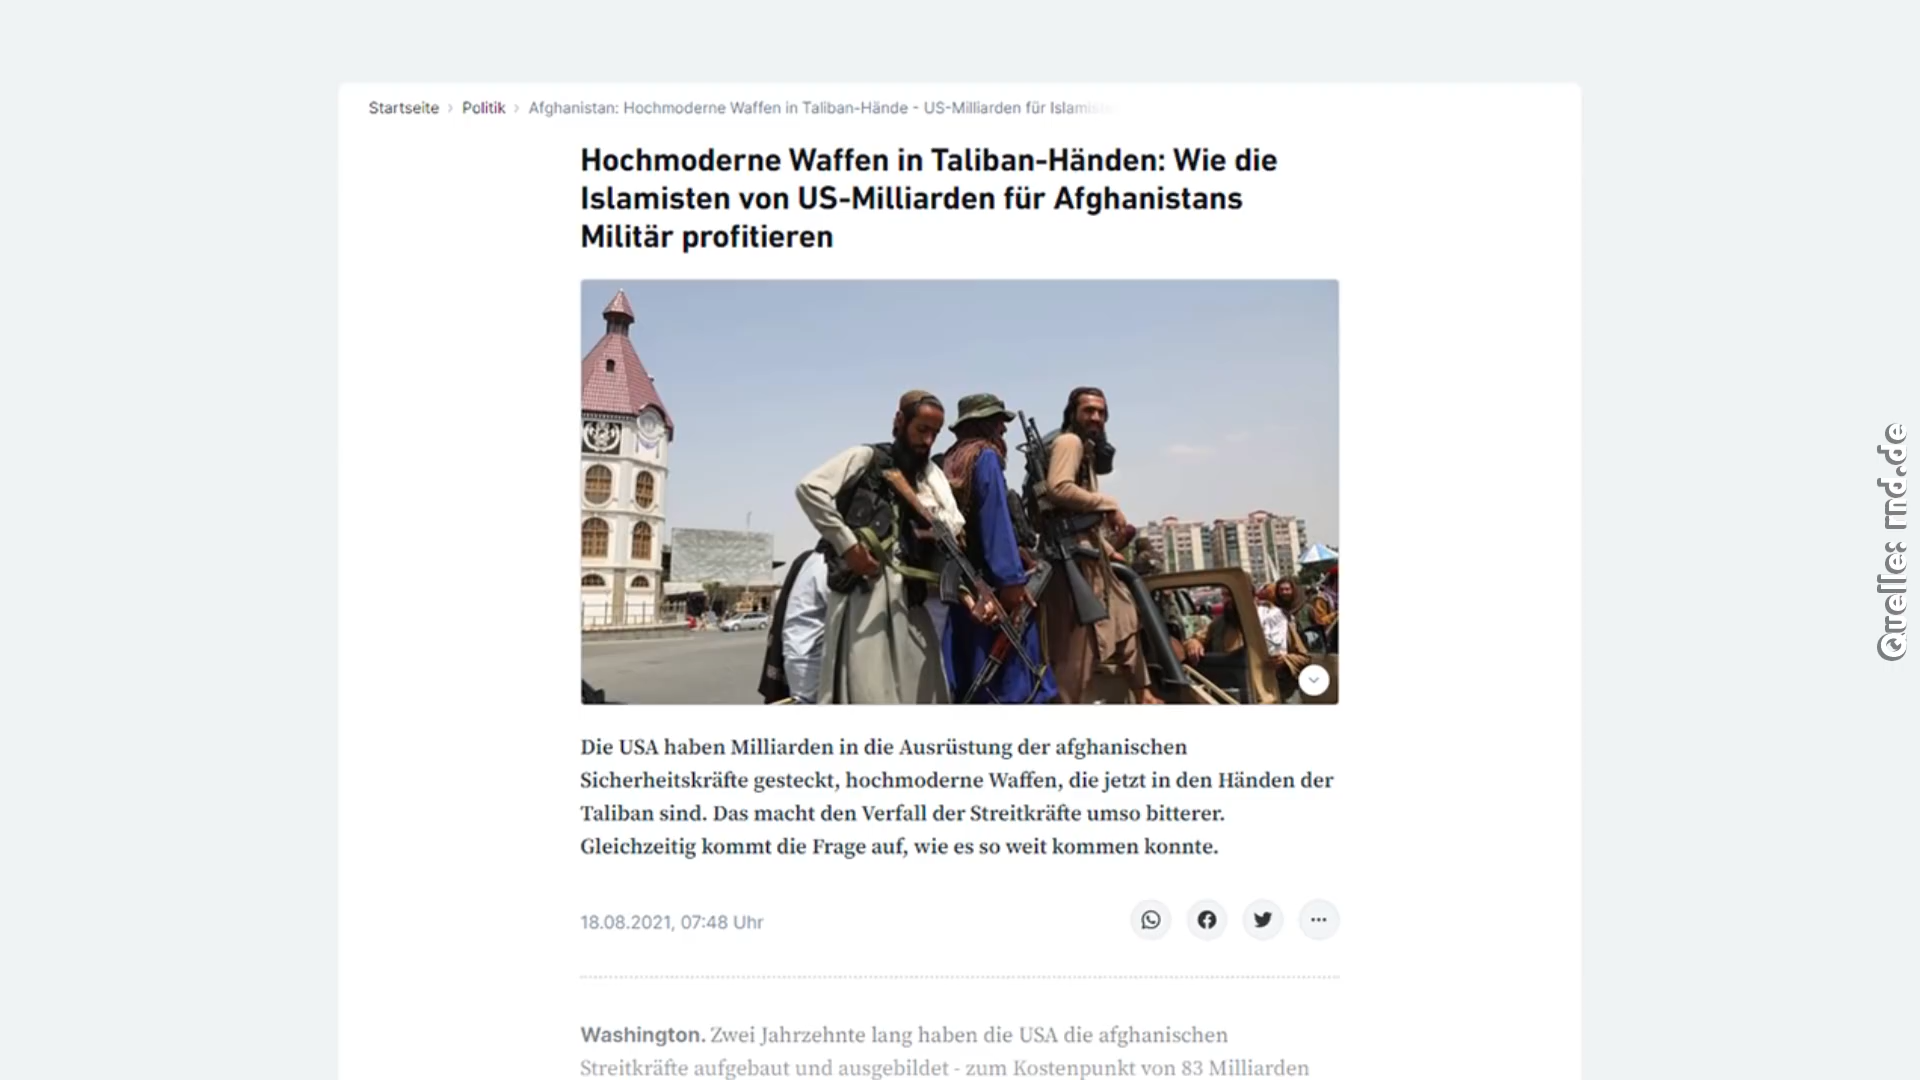 Startseite › Politik › Afghanistan: Hochmoderne Waffen in Taliban-Hände - US-Milliarden für Islamiste
Hochmoderne Waffen in Taliban-Händen: Wie die
Islamisten von US-Milliarden für Afghanistans
Militär profitieren
Die USA haben Milliarden in die Ausrüstung der afghanischen
Sicherheitskräfte gesteckt, hochmoderne Waffen, die jetzt in den Händen der
Taliban sind. Das macht den Verfall der Streitkräfte umso bitterer.
Gleichzeitig kommt die Frage auf, wie es so weit kommen konnte.
18.08.2021, 07:48 Uhr
Washington. Zwei Jahrzehnte lang haben die USA die afghanischen
Streitkräfte aufgebaut und ausgebildet - zum Kostenpunkt von 83 Milliarden
Quelle: rnd.de